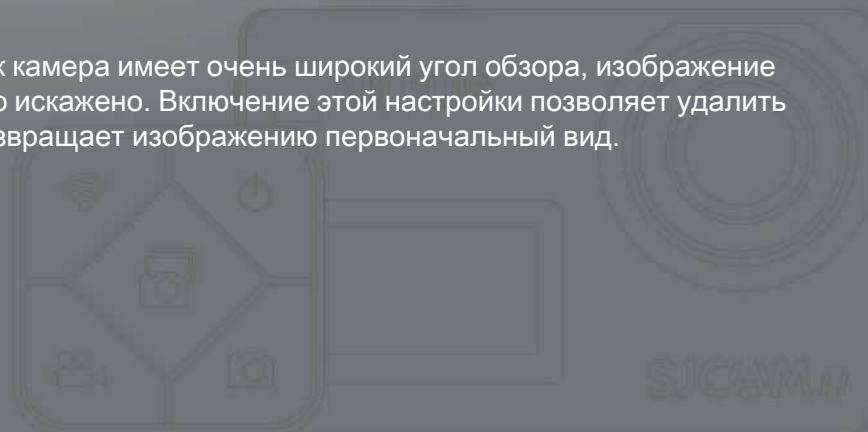 к камера имеет очень широкий угол обзора, изображение
о искажено. Включение этой настройки позволяет удалить
звращает изображению первоначальный вид.
SJCAM